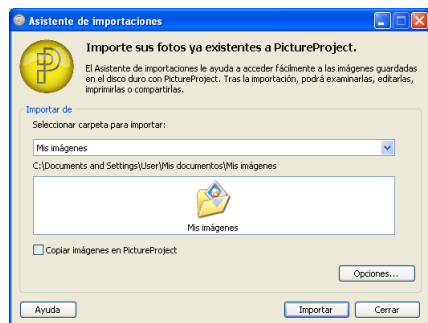 Asistente de importaciones
Importe sus fotos ya existentes a PictureProject.
El Asistente de importaciones le ayuda a acceder fácilmente a las imágenes guardadas
en el disco duro con PictureProject. Tras la importación, podrá examinarlas, editarlas,
imprimirlas o compartirlas.
Importar de
Seleccionar carpeta para importar:
Mis imágenes
C:\Documents and Settings\User\Mis documentos\Mis imágenes
Mis imágenes
Copiar imágenes en PictureProject
Opciones...
Ayuda
Importar
Cerrar